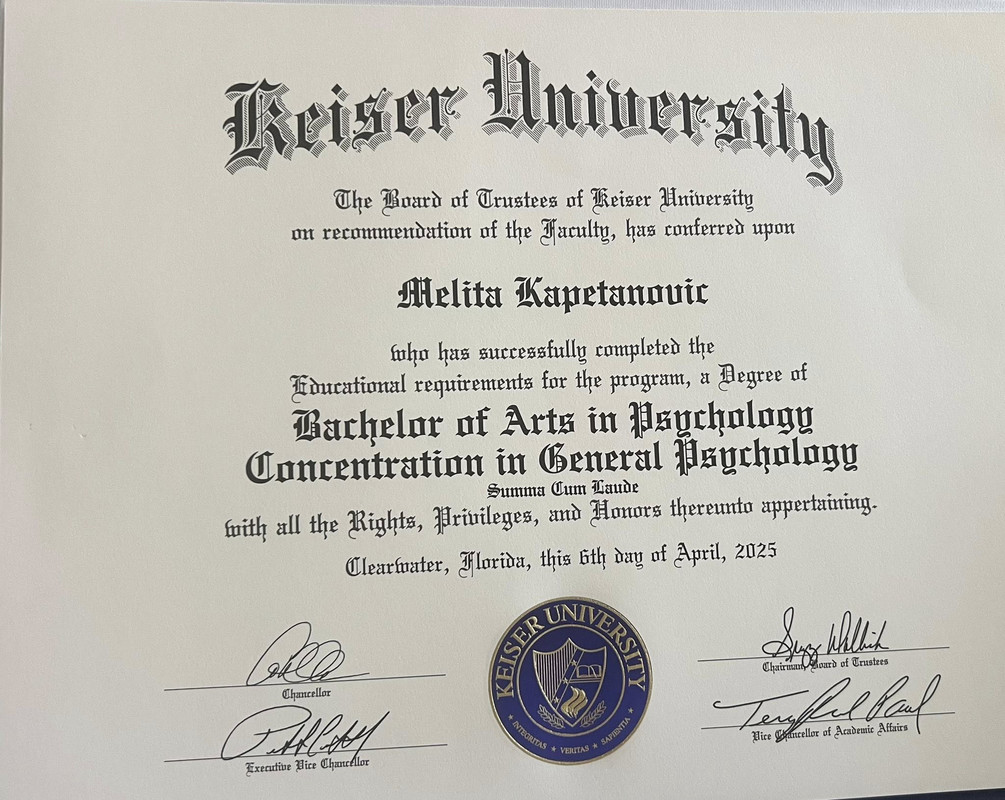 Keiser University
The Board of Trustees of Keiser University
on recommendation of the Faculty, has conferred upon
Melita Kapetanovic
who has successfully completed the
Educational requirements for the program, a Degree of
Bachelor of Arts in Psychology
Concentration in General Psychology
Summa Cum Laude
with all the Rights, Privileges, and Honors thereunto appertaining.
Clearwater, Florida, this 6th day of April, 2025
Chancellor
Executive Vice Chancellor
KEISER UNIVERSITY
★ INTEGRITAS ★ VERITAS ★ SAPIENTIA ★
Chairman, Board of Trustees
Vice Chancellor of Academic Affairs